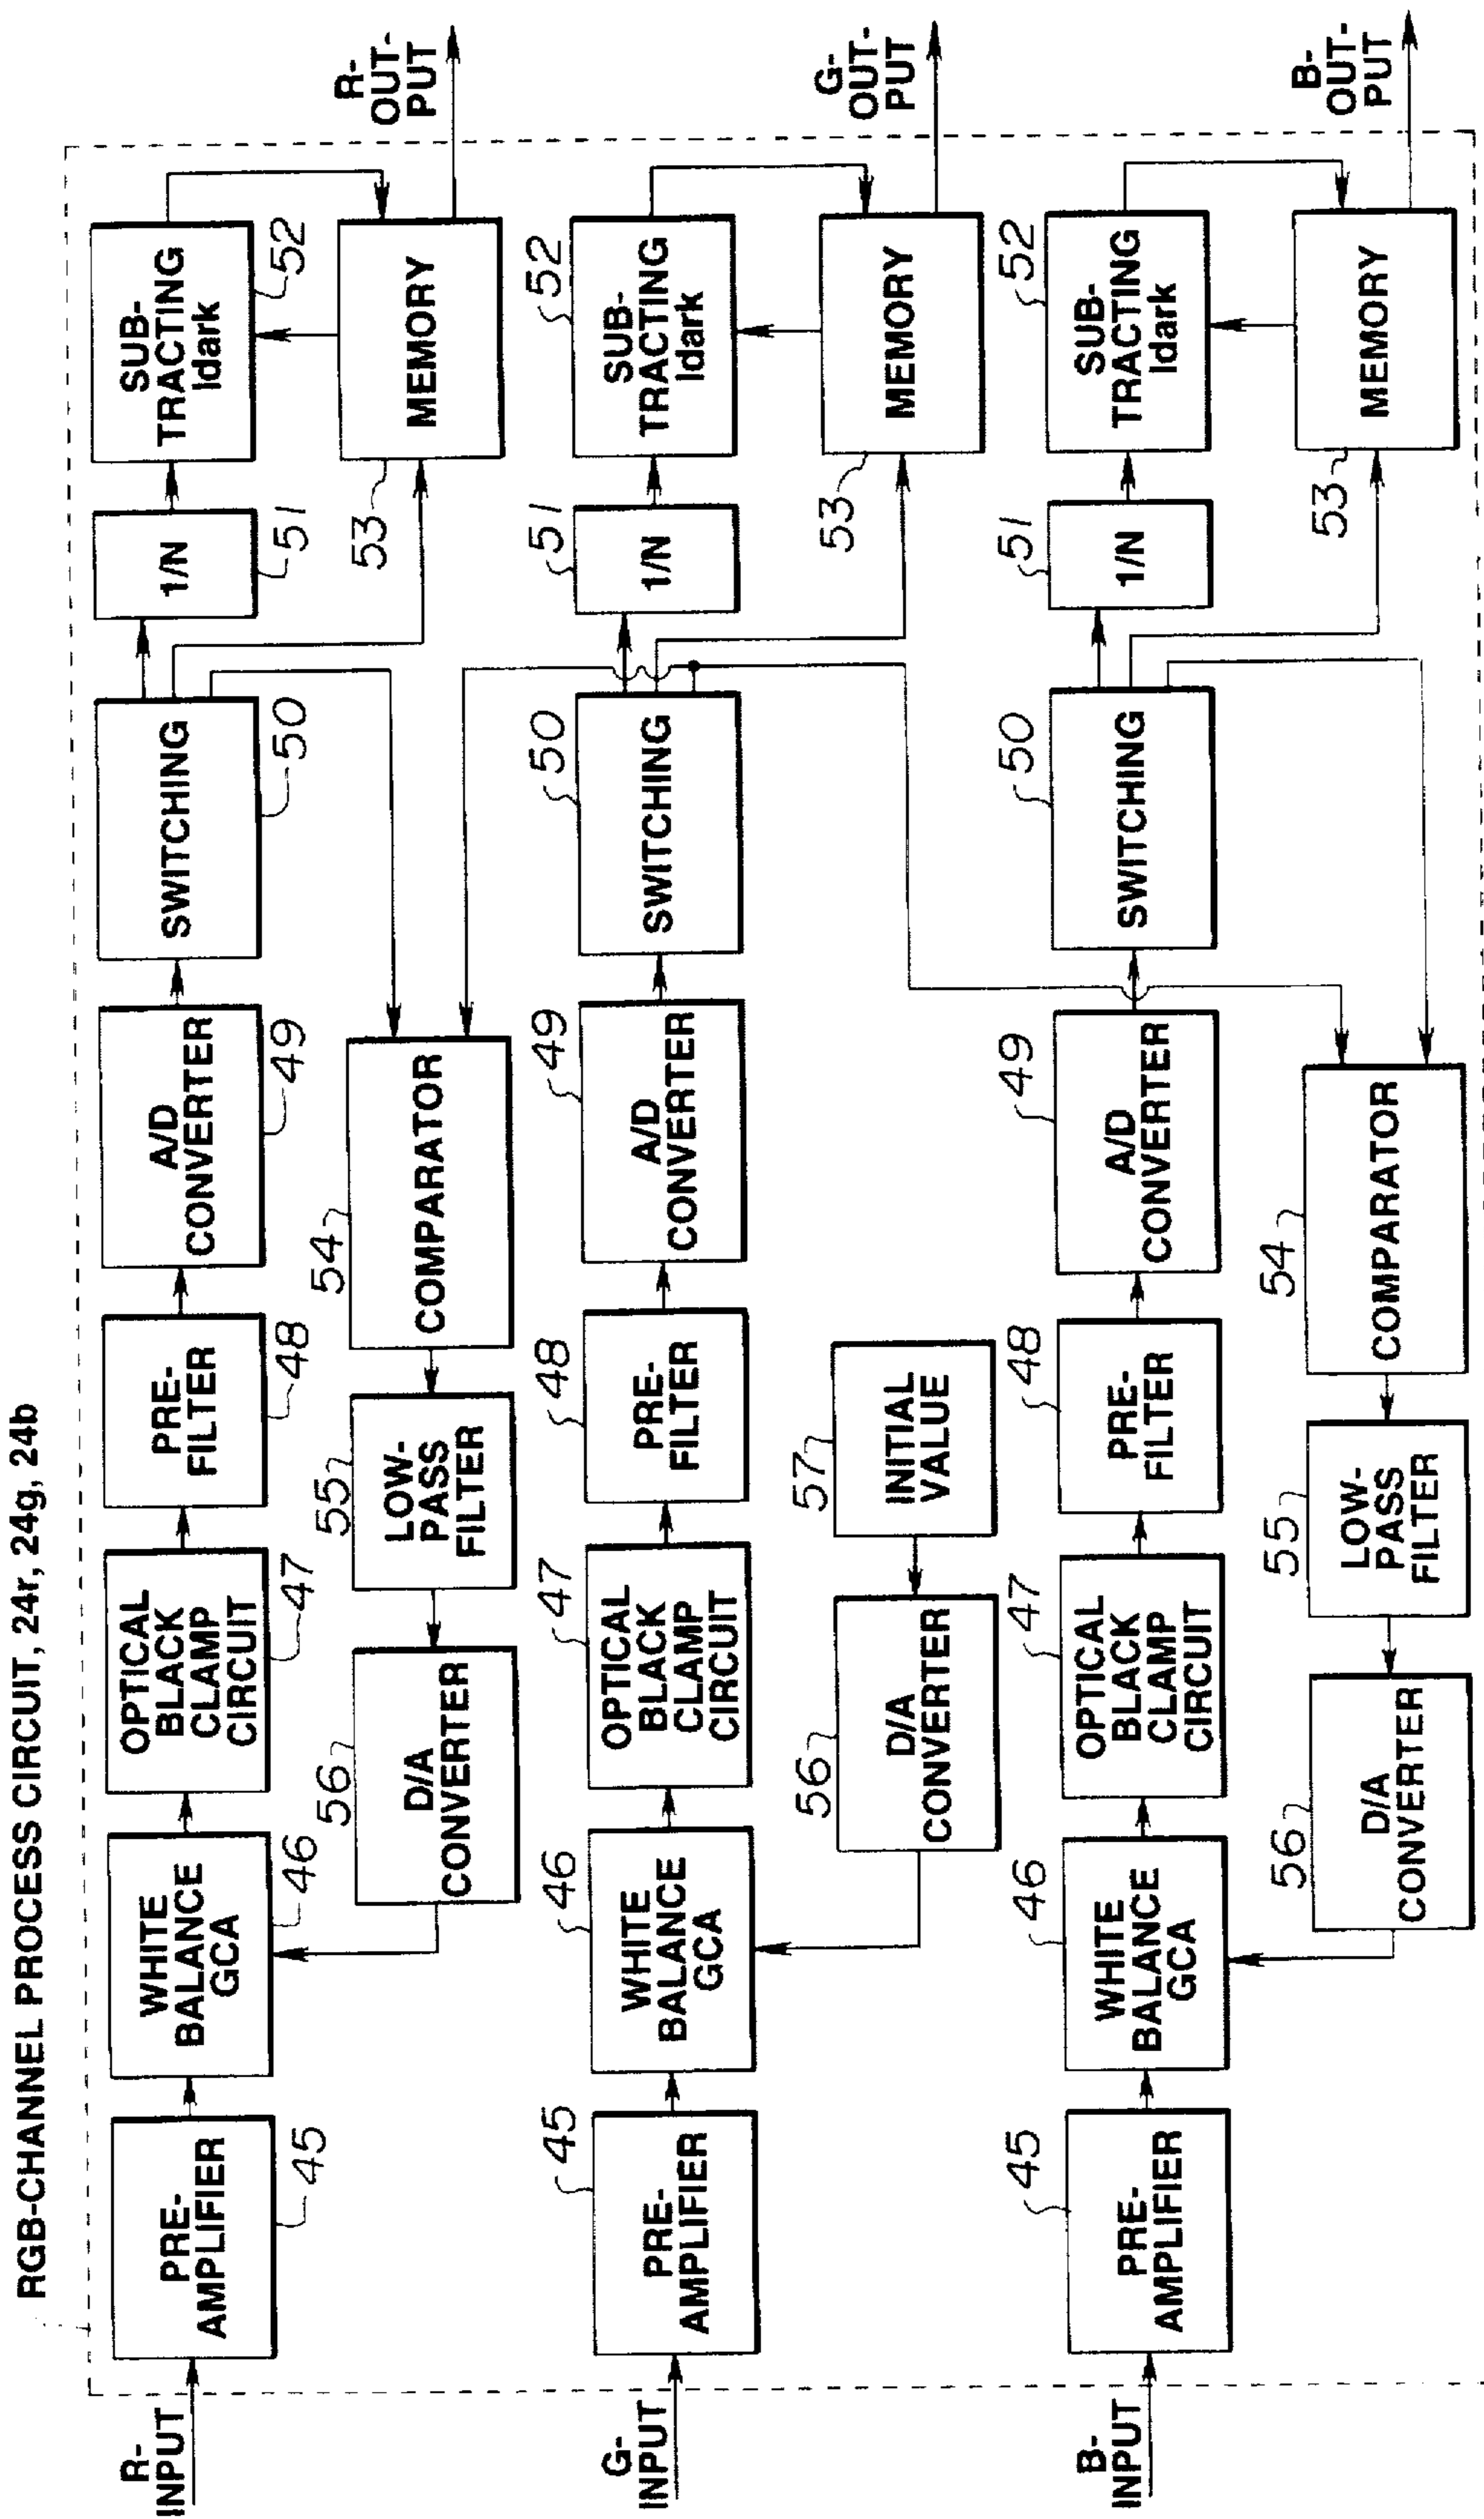 RGB-CHANNEL PROCESS CIRCUIT, 24r, 24g, 24b
R-
INPUT
PRE-
AMPLIFIER
45
WHITE
BALANCE
GCA
46
OPTICAL
BLACK
CLAMP
CIRCUIT
47
PRE-
FILTER
48
A/D
CONVERTER
49
SWITCHING
50
1/N
51
SUB-
TRACTING
Idark
52
R-
OUT-
PUT
56
D/A
CONVERTER
55
LOW-
PASS
FILTER
54
COMPARATOR
53
MEMORY
G-
INPUT
45
PRE-
AMPLIFIER
46
WHITE
BALANCE
GCA
47
OPTICAL
BLACK
CLAMP
CIRCUIT
48
PRE-
FILTER
49
A/D
CONVERTER
50
SWITCHING
51
1/N
52
SUB-
TRACTING
Idark
G-
OUT-
PUT
56
D/A
CONVERTER
57
INITIAL
VALUE
53
MEMORY
B-
INPUT
45
PRE-
AMPLIFIER
46
WHITE
BALANCE
GCA
47
OPTICAL
BLACK
CLAMP
CIRCUIT
48
PRE-
FILTER
49
A/D
CONVERTER
50
SWITCHING
51
1/N
52
SUB-
TRACTING
Idark
B-
OUT-
PUT
56
D/A
CONVERTER
55
LOW-
PASS
FILTER
54
COMPARATOR
53
MEMORY